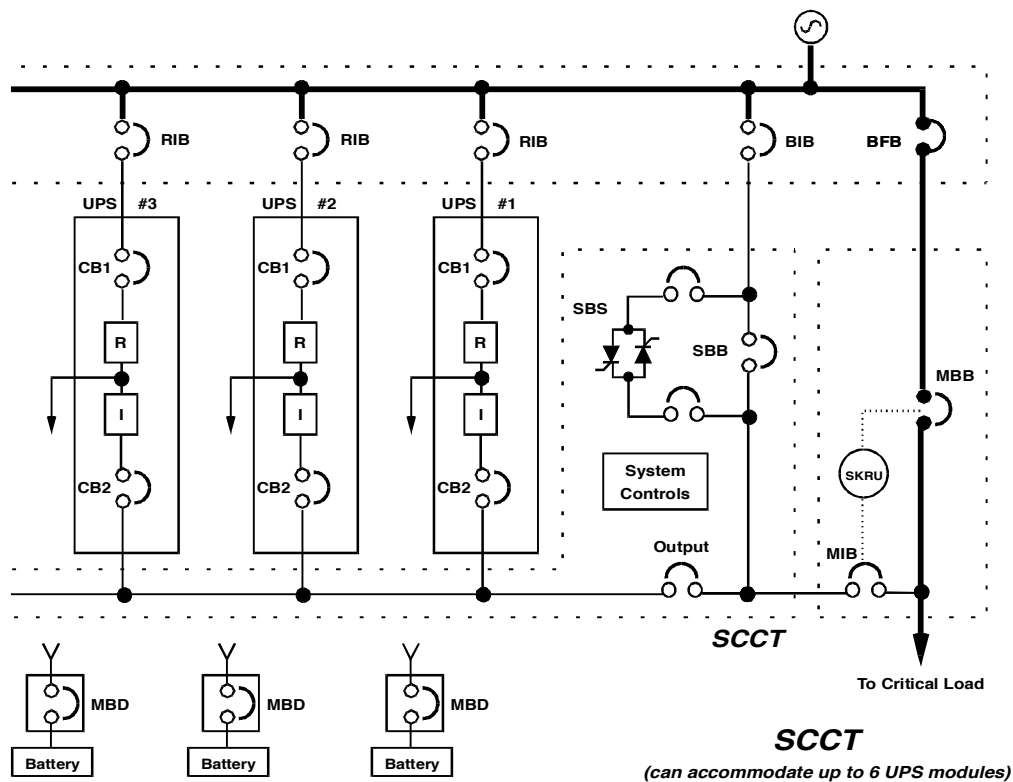 RIB
RIB
RIB
BIB
BFB
UPS #3
UPS #2
UPS #1
CB1
CB1
CB1
SBS
R
R
R
SBB
MBB
I
I
I
System
Controls
SKRU
CB2
CB2
CB2
Output
MIB
SCCT
To Critical Load
MBD
MBD
MBD
Battery
Battery
Battery
SCCT
(can accommodate up to 6 UPS modules)